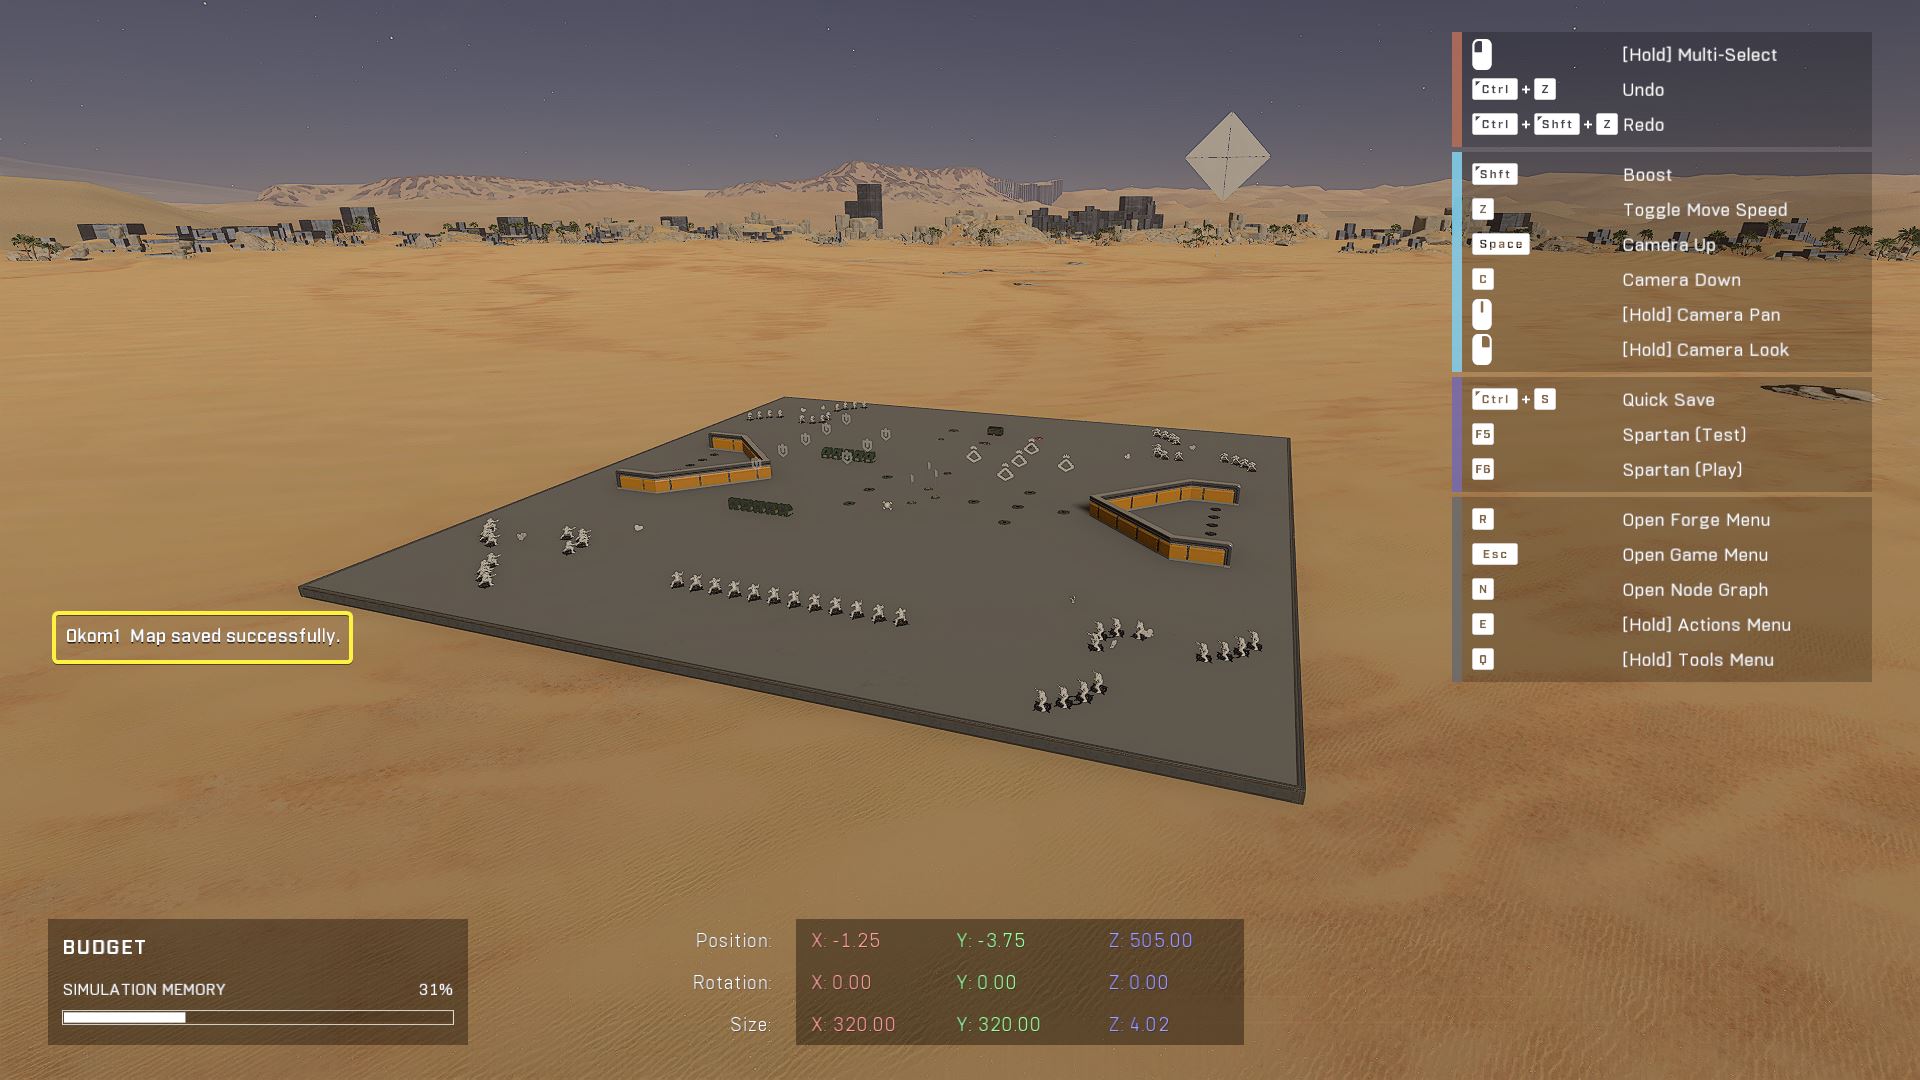 [Hold] Multi-Select
Ctrl + Z Undo
Ctrl + Shft + Z Redo
Shft Boost
Z Toggle Move Speed
Space Camera Up
C Camera Down
[Hold] Camera Pan
[Hold] Camera Look
Ctrl + S Quick Save
F5 Spartan (Test)
F6 Spartan (Play)
R Open Forge Menu
Esc Open Game Menu
N Open Node Graph
E [Hold] Actions Menu
Q [Hold] Tools Menu
0kom1 Map saved successfully.
BUDGET
SIMULATION MEMORY 31%
Position: X: -1.25 Y: -3.75 Z: 505.00
Rotation: X: 0.00 Y: 0.00 Z: 0.00
Size: X: 320.00 Y: 320.00 Z: 4.02